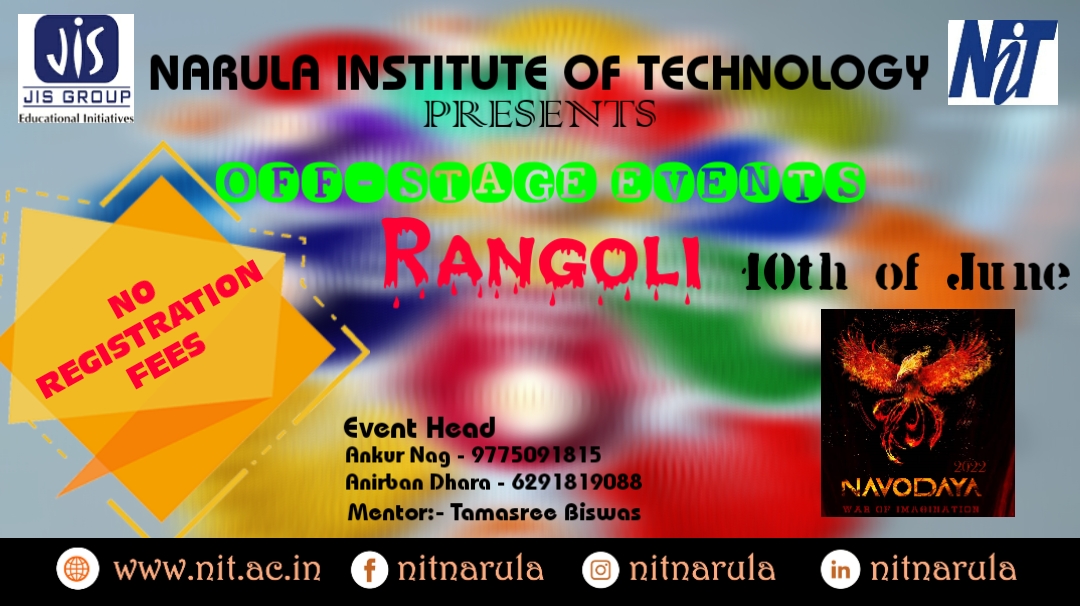 JIS
JIS GROUP
Educational Initiatives
NARULA INSTITUTE OF TECHNOLOGY
NiT
PRESENTS
OFF-STAGE EVENTS
RANGOLI
10th of June
NO
REGISTRATION
FEES
Event Head
Ankur Nag - 9775091815
Anirban Dhara - 6291819088
Mentor:- Tamasree Biswas
2022
NAVODAYA
WAR OF IMAGINATION
www.nit.ac.in
nitnarula
nitnarula
nitnarula